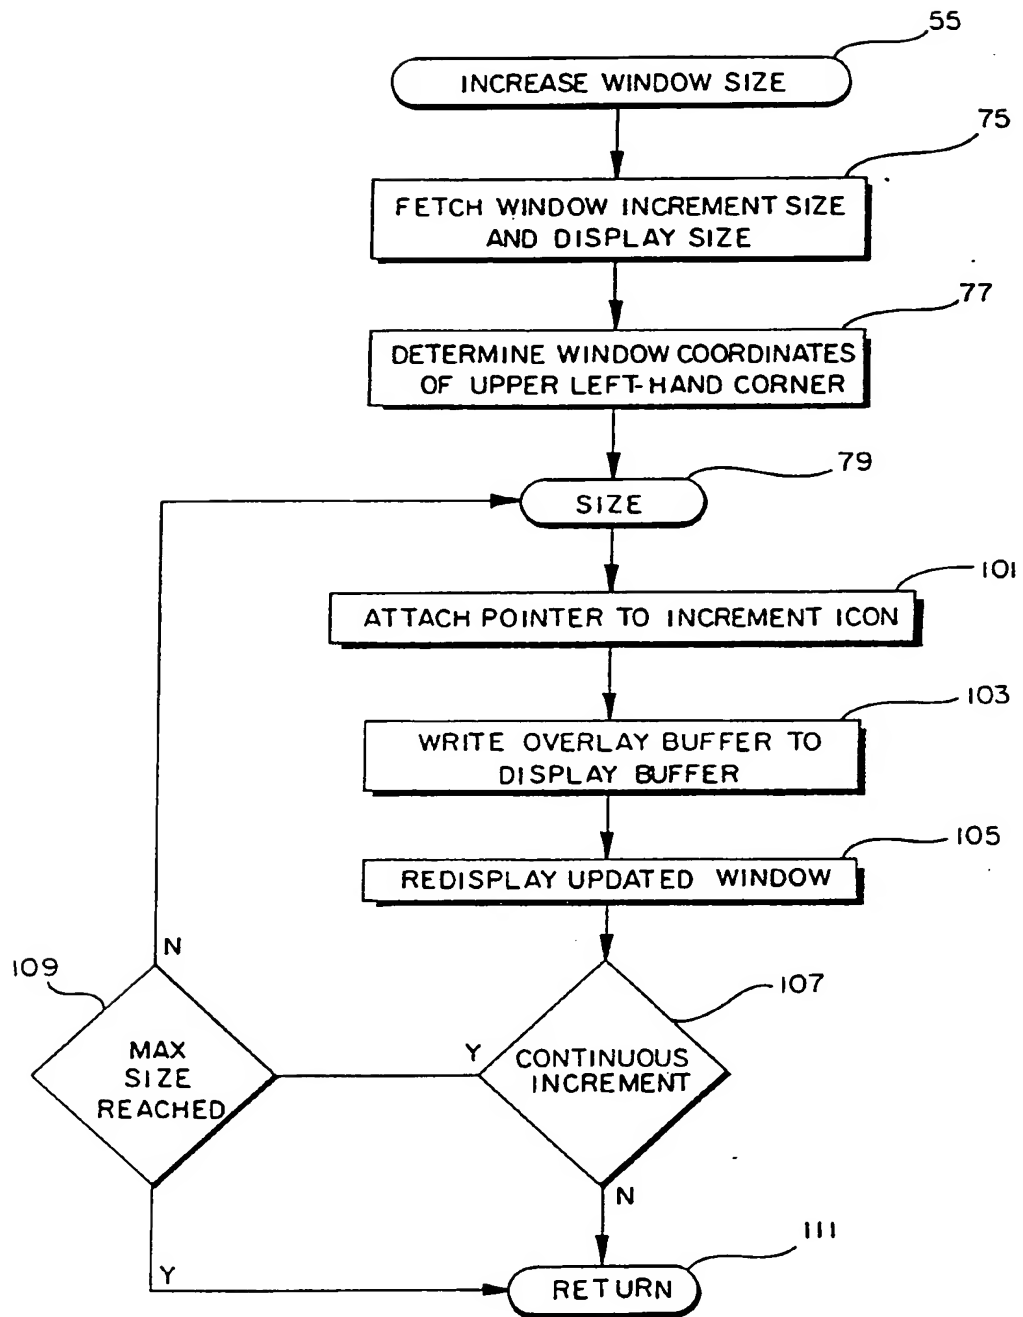 55
INCREASE WINDOW SIZE
75
FETCH WINDOW INCREMENT SIZE
AND DISPLAY SIZE
77
DETERMINE WINDOW COORDINATES
OF UPPER LEFT-HAND CORNER
79
SIZE
101
ATTACH POINTER TO INCREMENT ICON
103
WRITE OVERLAY BUFFER TO
DISPLAY BUFFER
105
REDISPLAY UPDATED WINDOW
N
109
107
MAX
SIZE
REACHED
Y
CONTINUOUS
INCREMENT
N
111
Y
RETURN